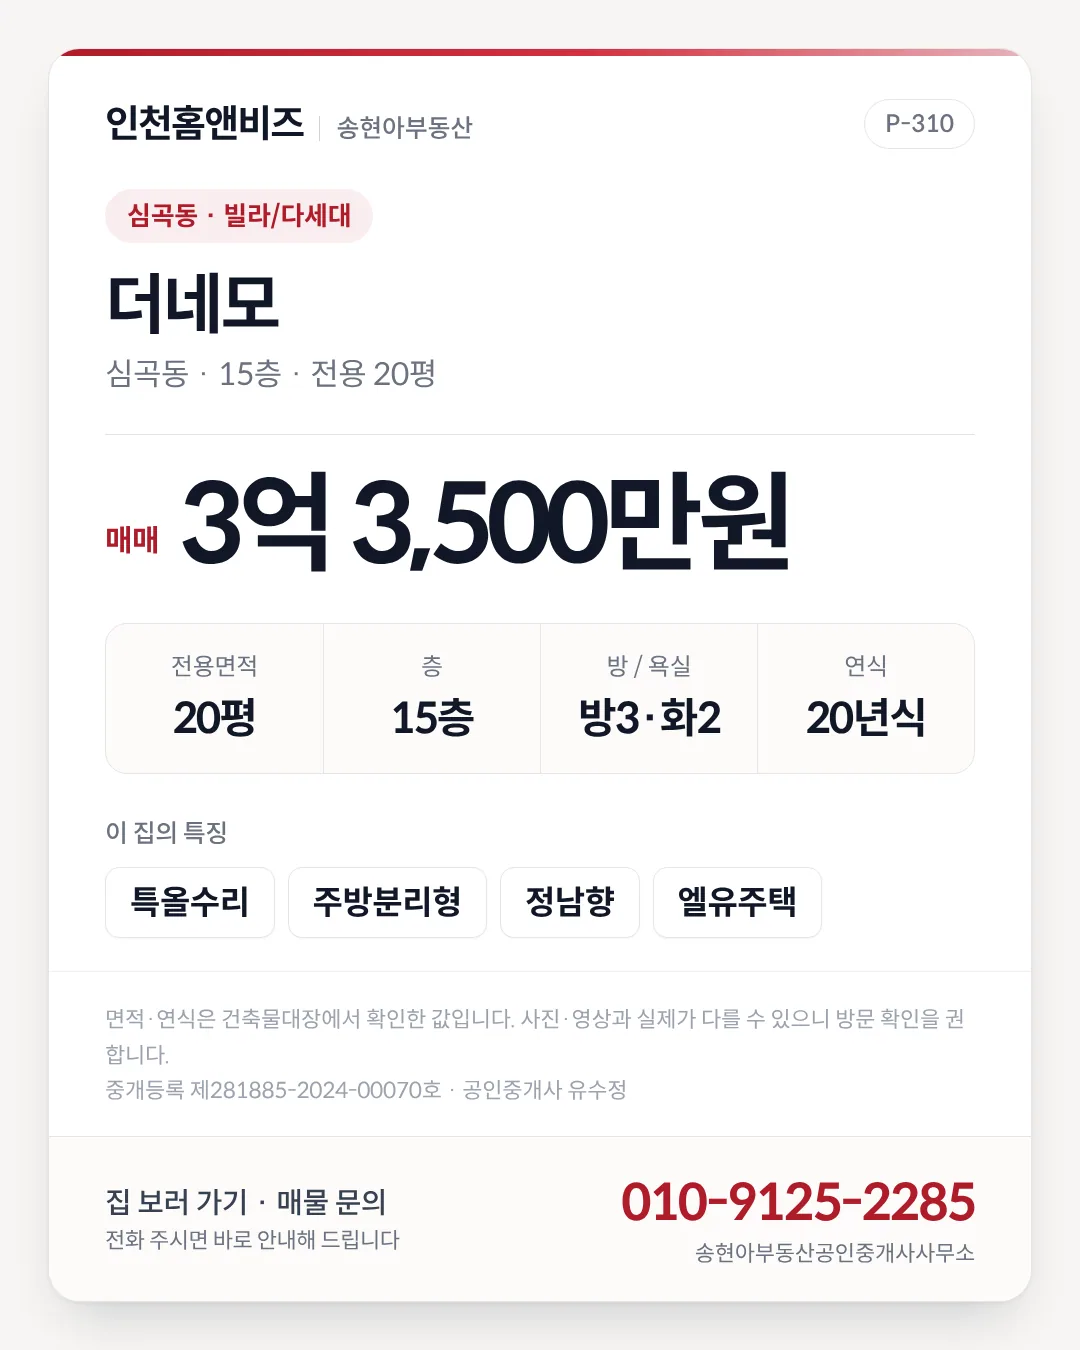 인천홈앤비즈 | 송현아부동산
P-310
심곡동 · 빌라/다세대
더네모
심곡동 · 15층 · 전용 20평
매매 3억 3,500만원
전용면적 층 방 / 욕실 연식
20평 15층 방3·화2 20년식
이 집의 특징
특올수리 주방분리형 정남향 엘유주택
면적·연식은 건축물대장에서 확인한 값입니다. 사진·영상과 실제가 다를 수 있으니 방문 확인을 권
합니다.
중개등록 제281885-2024-00070호 · 공인중개사 유수정
집 보러 가기 · 매물 문의
전화 주시면 바로 안내해 드립니다
010-9125-2285
송현아부동산공인중개사사무소